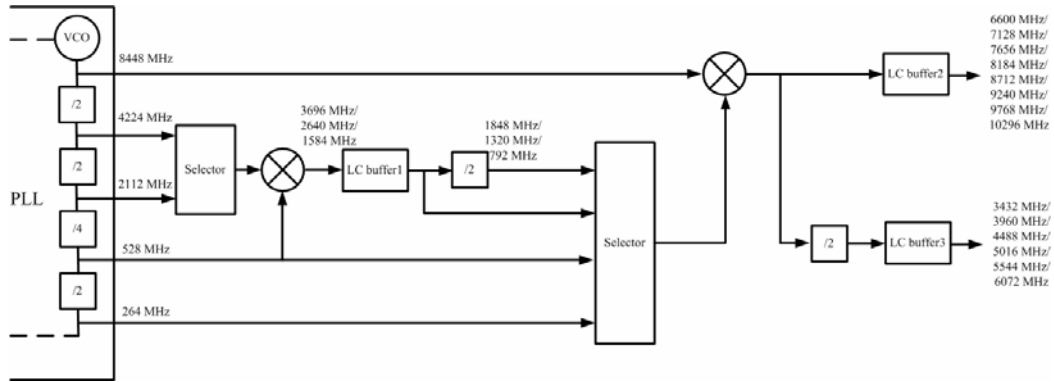 VCO
8448 MHz
/2
4224 MHz
/2
2112 MHz
PLL
/4
528 MHz
/2
264 MHz
Selector
3696 MHz/
2640 MHz/
1584 MHz
LC buffer1
/2
1848 MHz/
1320 MHz/
792 MHz
Selector
LC buffer2
6600 MHz/
7128 MHz/
7656 MHz/
8184 MHz/
8712 MHz/
9240 MHz/
9768 MHz/
10296 MHz
/2
LC buffer3
3432 MHz/
3960 MHz/
4488 MHz/
5016 MHz/
5544 MHz/
6072 MHz